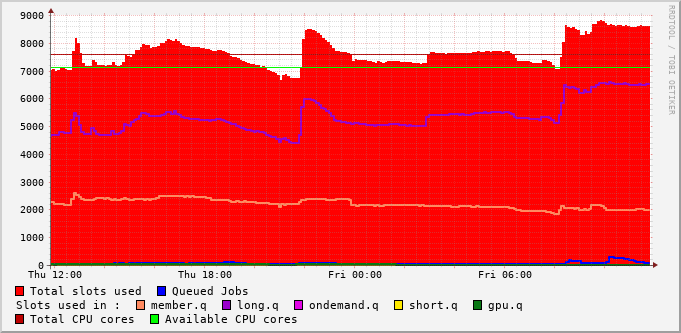 9000
8000
7000
6000
5000
4000
3000
2000
1000
0
Thu 12:00 Thu 18:00 Fri 00:00 Fri 06:00
Total slots used Queued Jobs
Slots used in : member.q long.q ondemand.q short.q gpu.q
Total CPU cores Available CPU cores
RRDTOOL / TOBI OETIKER